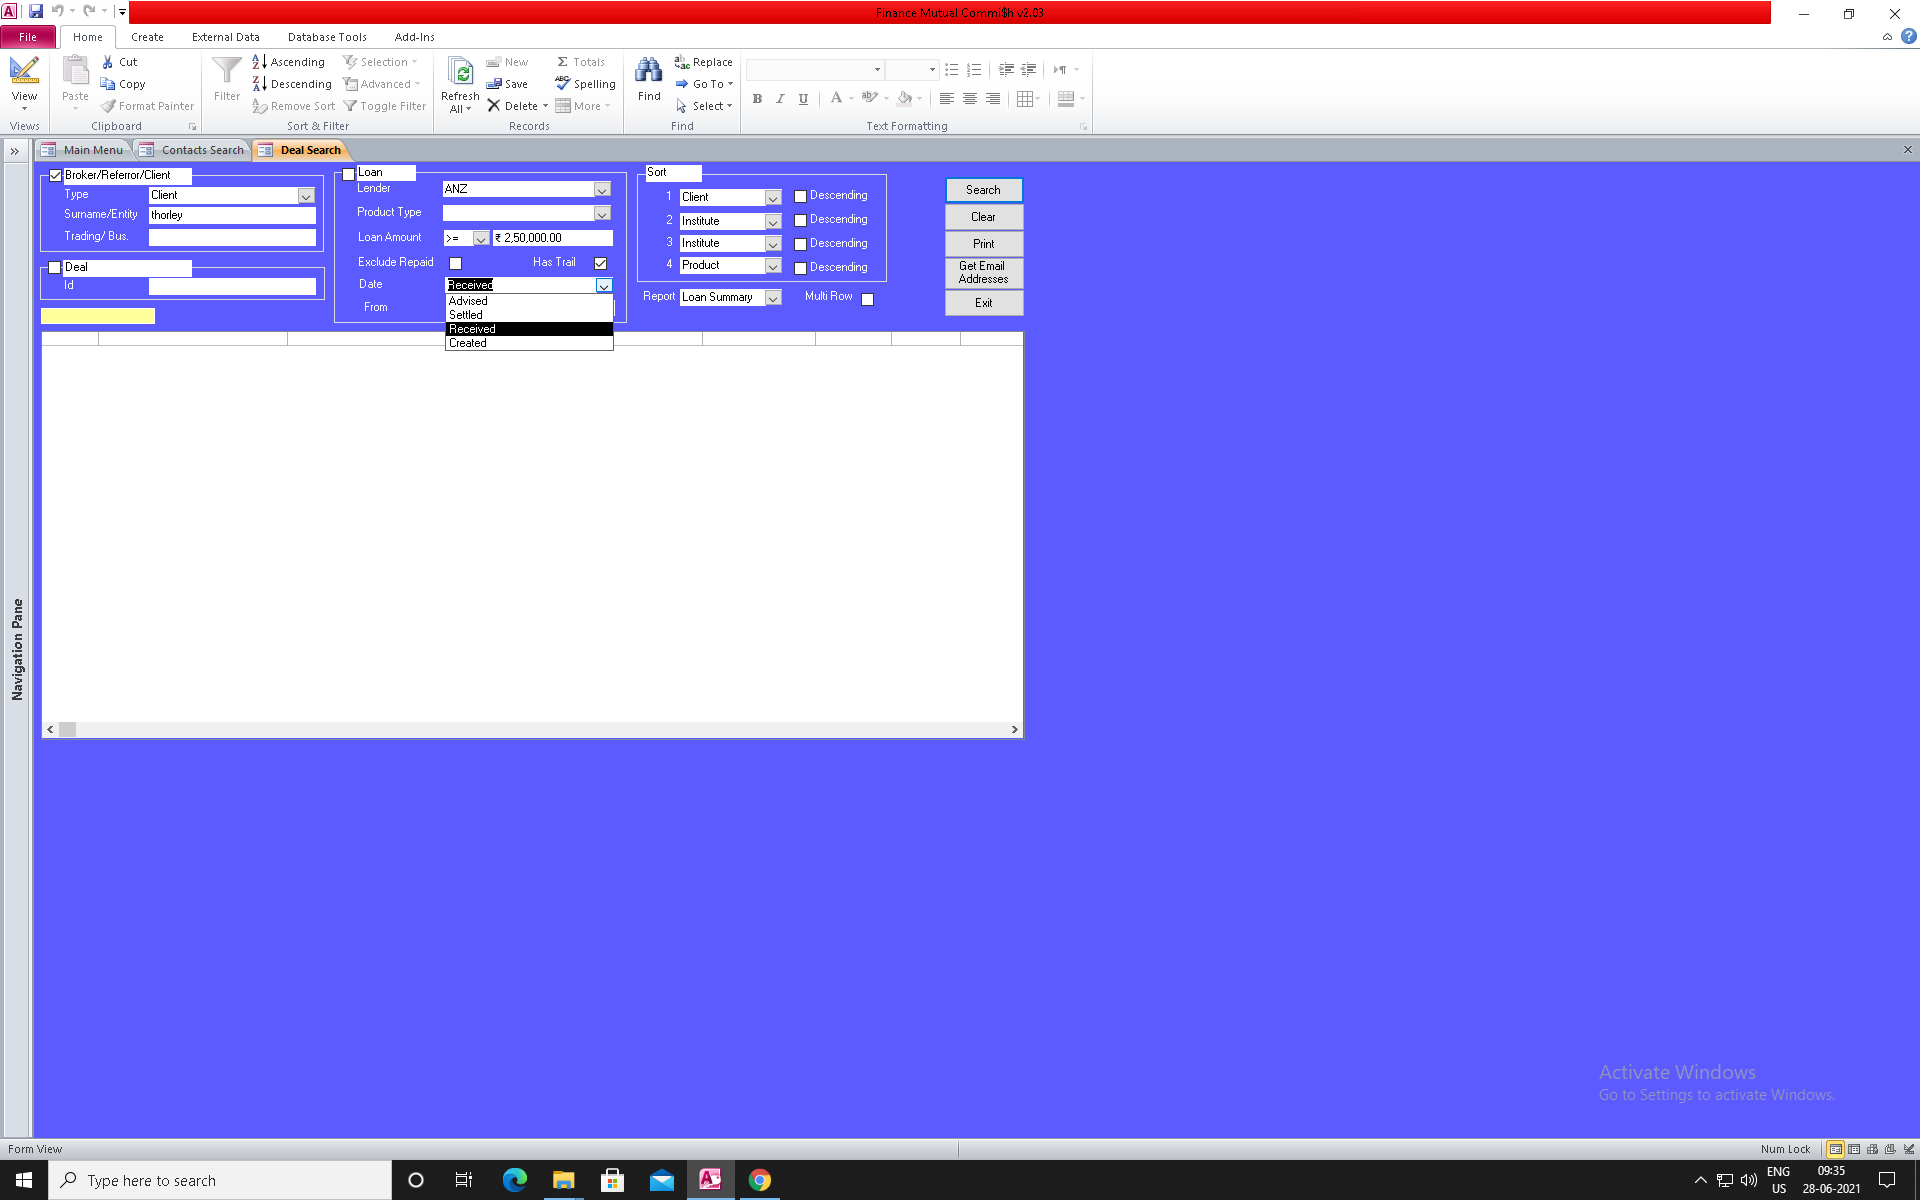 Finance Mutual Commi$h v2.03
File Home Create External Data Database Tools Add-Ins
View
Views
Paste
Cut
Copy
Format Painter
Clipboard
Filter
Ascending
Descending
Remove Sort
Selection
Advanced
Toggle Filter
Sort & Filter
Refresh
All
New
Save
Delete
Totals
Spelling
More
Records
Find
Replace
Go To
Select
Find
B I U A
Text Formatting
Main Menu Contacts Search Deal Search
Navigation Pane
Broker/Referror/Client
Type Client
Surname/Entity thorley
Trading/ Bus.
Deal
Id
Loan
Lender ANZ
Product Type
Loan Amount >= ₹ 2,50,000.00
Exclude Repaid Has Trail
Date Received
From
Advised
Settled
Received
Created
Sort
1 Client Descending
2 Institute Descending
3 Institute Descending
4 Product Descending
Report Loan Summary Multi Row
Search
Clear
Print
Get Email
Addresses
Exit
Activate Windows
Go to Settings to activate Windows.
Form View Num Lock
Type here to search
ENG
US
09:35
28-06-2021